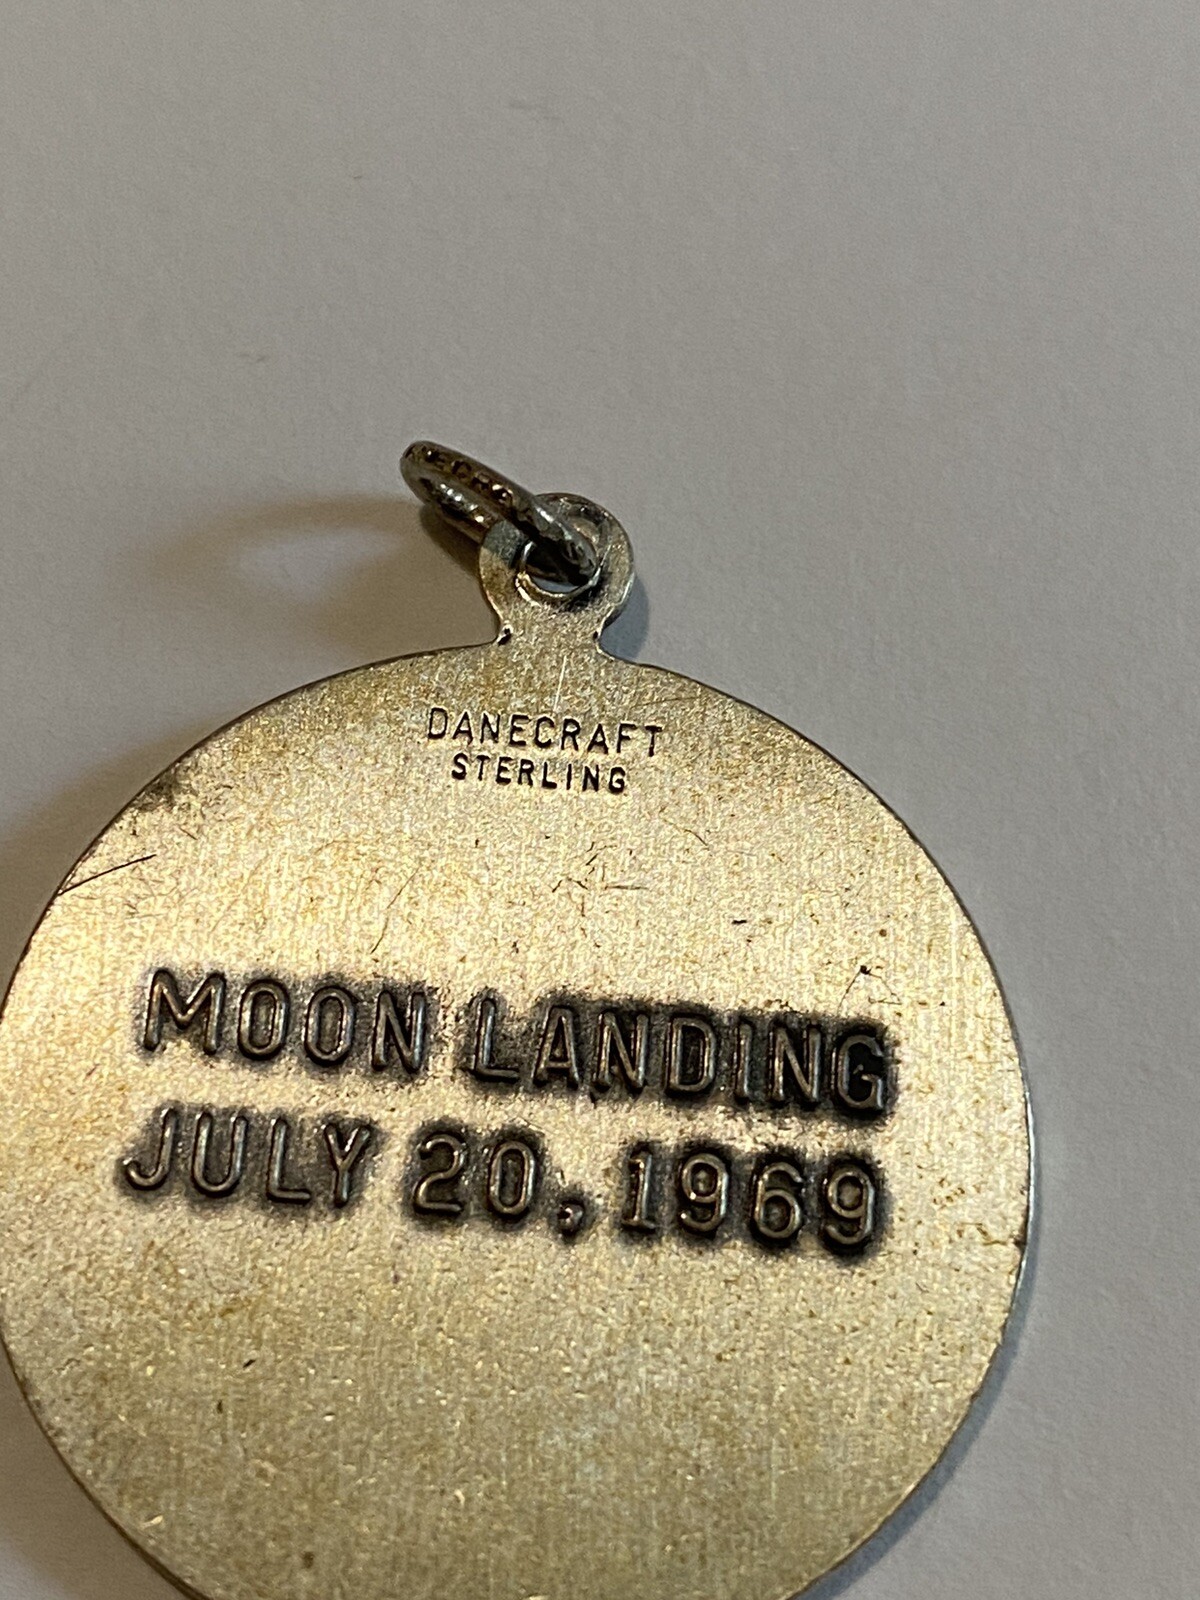 DANECRAFT
STERLING
MOON LANDING
JULY 20, 1969